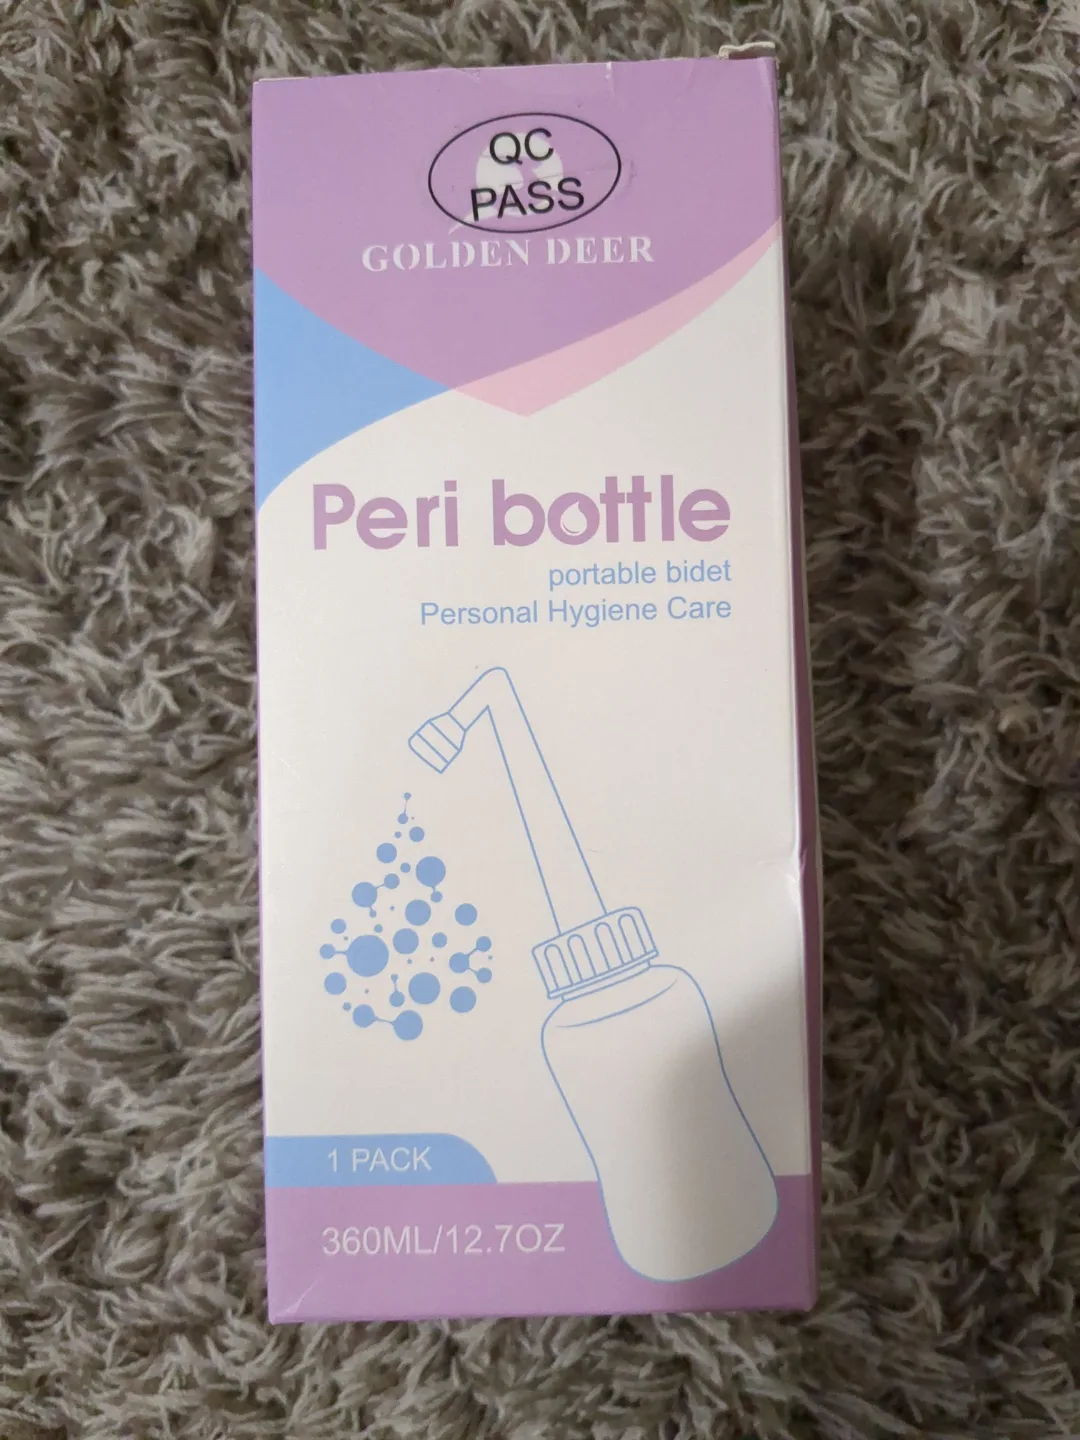 QC
PASS
GOLDEN DEER
Peri bottle
portable bidet
Personal Hygiene Care
1 PACK
360ML/12.7OZ